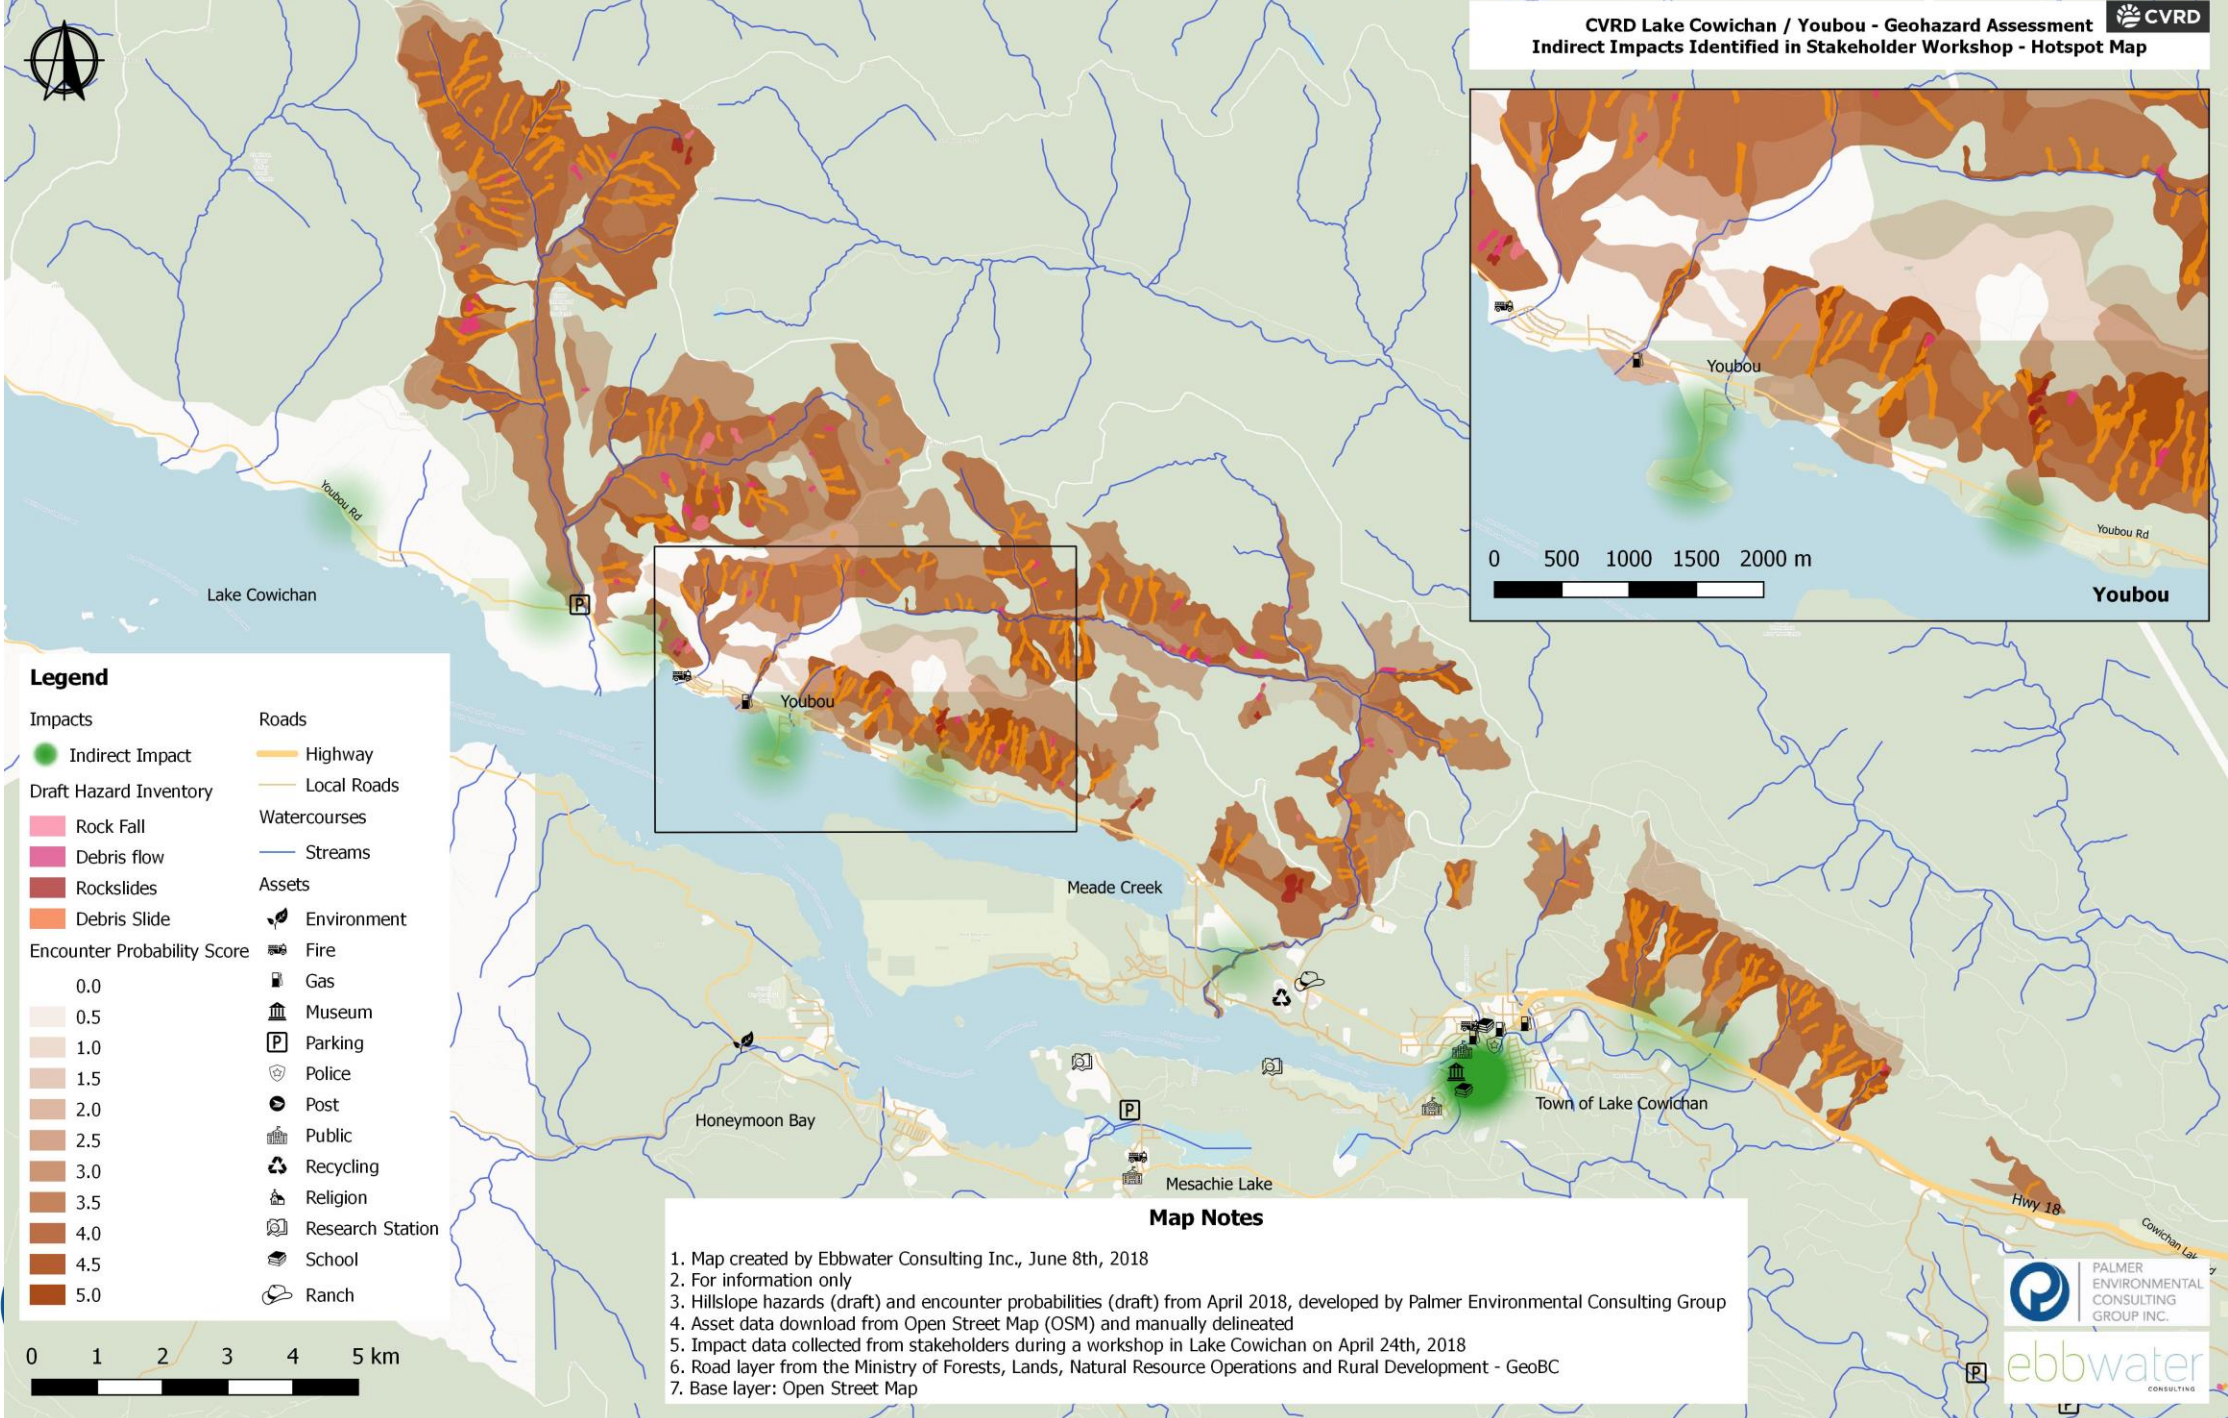 CVRD
CVRD Lake Cowichan / Youbou - Geohazard Assessment
Indirect Impacts Identified in Stakeholder Workshop - Hotspot Map
Youbou
Youbou Rd
0 500 1000 1500 2000 m
Youbou
Youbou Rd
Lake Cowichan
Youbou
Meade Creek
Honeymoon Bay
Mesachie Lake
Town of Lake Cowichan
Hwy 18
Legend
Impacts
Indirect Impact
Draft Hazard Inventory
Rock Fall
Debris flow
Rockslides
Debris Slide
Encounter Probability Score
0.0
0.5
1.0
1.5
2.0
2.5
3.0
3.5
4.0
4.5
5.0
Roads
Highway
Local Roads
Watercourses
Streams
Assets
Environment
Fire
Gas
Museum
P Parking
Police
Post
Public
Recycling
Religion
Research Station
School
Ranch
0 1 2 3 4 5 km
P
P
P
Map Notes
1. Map created by Ebbwater Consulting Inc., June 8th, 2018
2. For information only
3. Hillslope hazards (draft) and encounter probabilities (draft) from April 2018, developed by Palmer Environmental Consulting Group
4. Asset data download from Open Street Map (OSM) and manually delineated
5. Impact data collected from stakeholders during a workshop in Lake Cowichan on April 24th, 2018
6. Road layer from the Ministry of Forests, Lands, Natural Resource Operations and Rural Development - GeoBC
7. Base layer: Open Street Map
Cowichan
PALMER
ENVIRONMENTAL
CONSULTING
GROUP INC.
ebbwater
CONSULTING